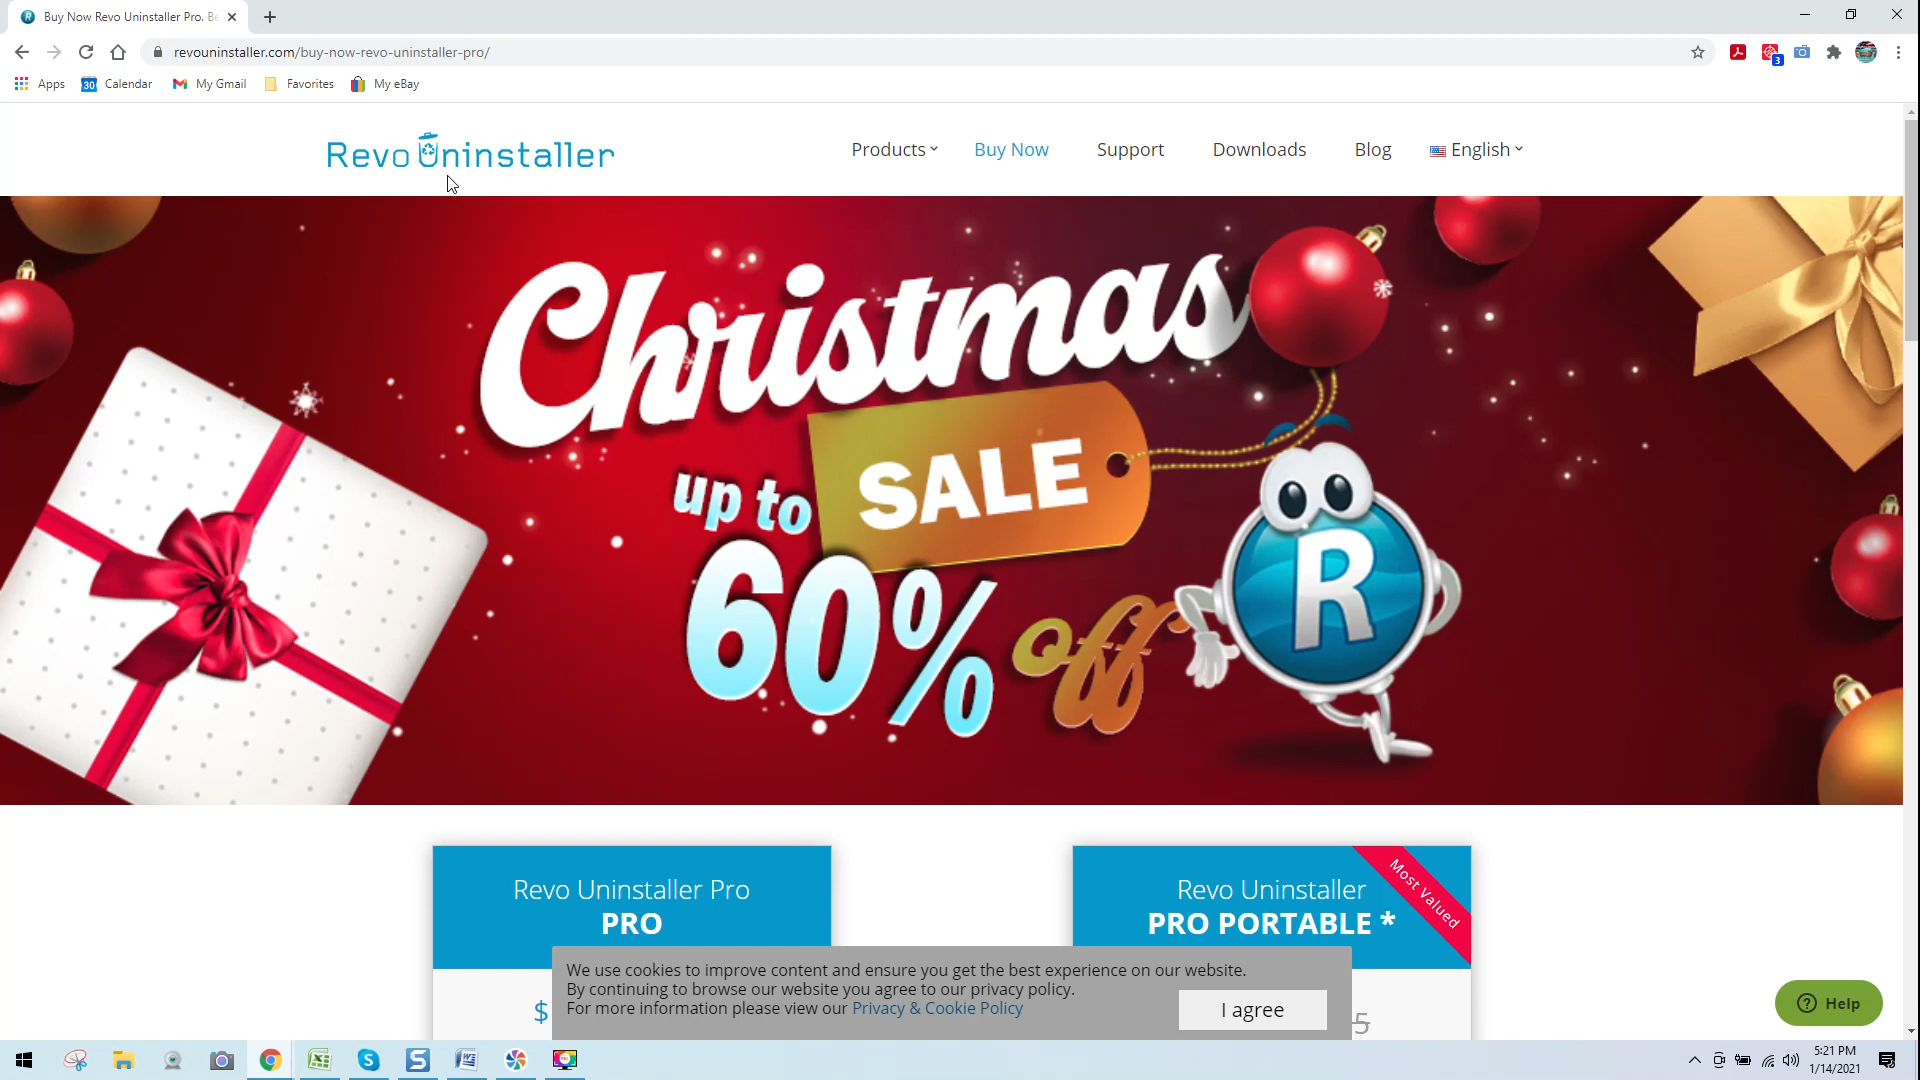 Buy Now Revo Uninstaller Pro. Be
revouninstaller.com/buy-now-revo-uninstaller-pro/
3
Apps
30 Calendar
My Gmail
Favorites
My eBay
Revo Uninstaller
Products
Buy Now
Support
Downloads
Blog
English
Christmas
SALE
up to
60% off
R
Revo Uninstaller Pro
PRO
Revo Uninstaller
PRO PORTABLE *
Most Valued
$
5
We use cookies to improve content and ensure you get the best experience on our website.
By continuing to browse our website you agree to our privacy policy.
For more information please view our Privacy & Cookie Policy
I agree
Help
5:21 PM
1/14/2021